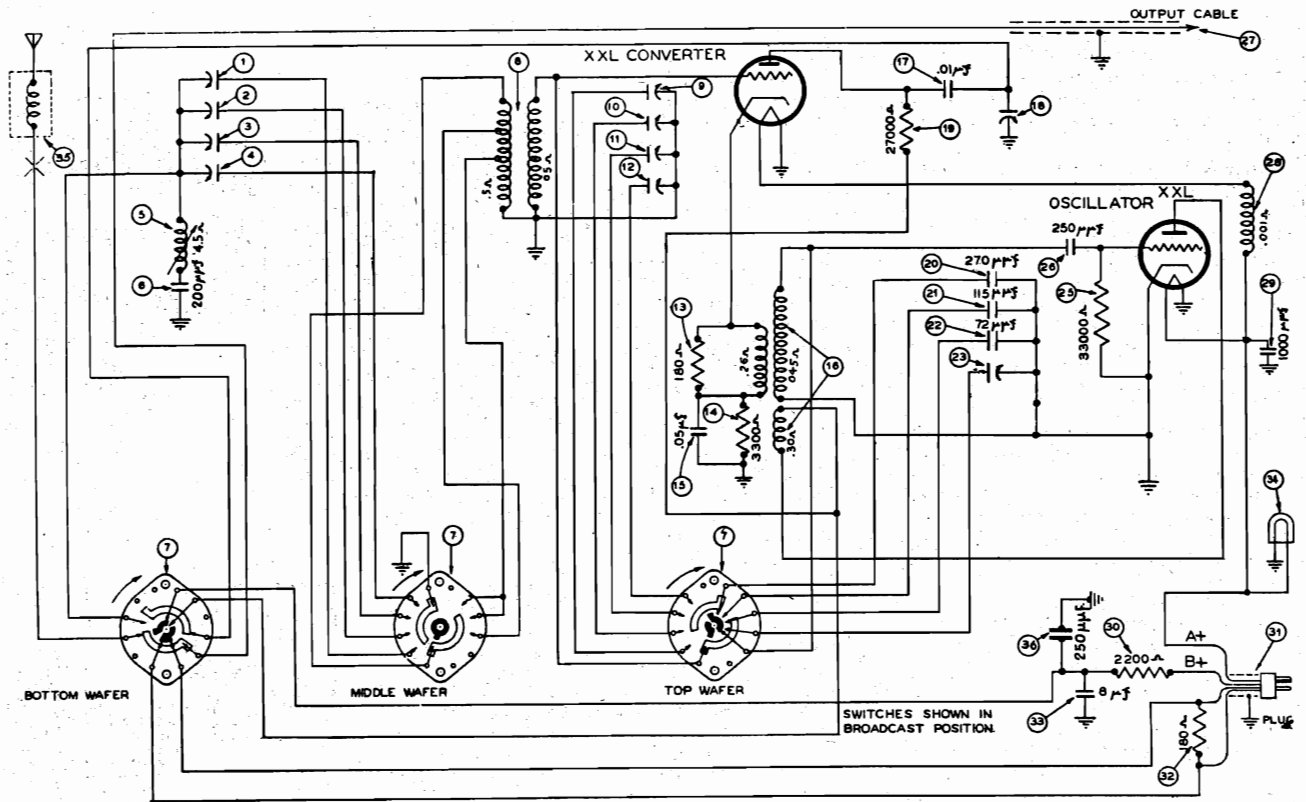 OUTPUT CABLE
27
XXL CONVERTER
1
2
3
4
35
5
4.5Ω
6
200μμf
8
.5Ω
05Ω
9
10
11
12
17
.01μf
18
27000Ω
19
28
.001Ω
XXL
OSCILLATOR
250μμf
26
25
33000Ω
29
1000μμf
20
270μμf
21
115μμf
22
72μμf
23
13
180Ω
.26Ω
.045Ω
16
14
3300Ω
.30Ω
.05μf
15
34
7
BOTTOM WAFER
7
MIDDLE WAFER
7
TOP WAFER
SWITCHES SHOWN IN
BROADCAST POSITION.
36
250μμf
30
2200Ω
A+
B+
31
33
8μf
PLUG
180Ω
32